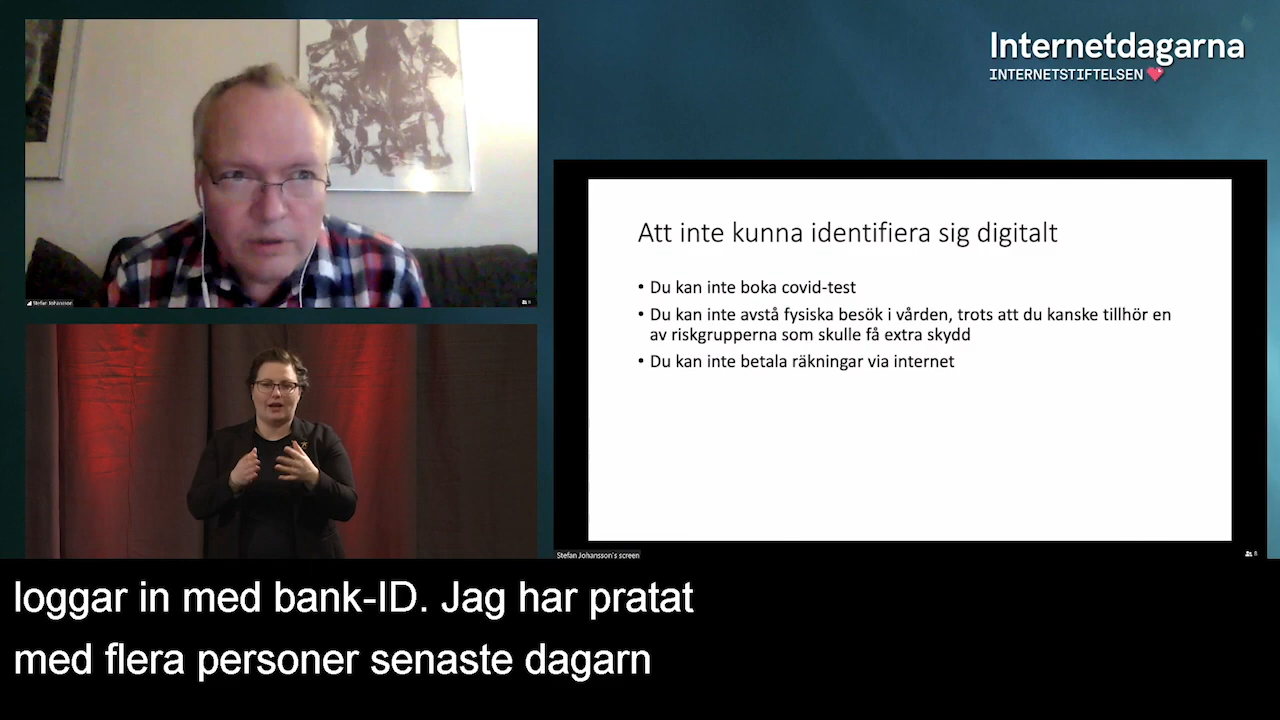 Internetdagarna
INTERNETSTIFTELSEN
Stefan Johansson
Att inte kunna identifiera sig digitalt
• Du kan inte boka covid-test
• Du kan inte avstå fysiska besök i vården, trots att du kanske tillhör en
av riskgrupperna som skulle få extra skydd
• Du kan inte betala räkningar via internet
Stefan Johansson's screen
loggar in med bank-ID. Jag har pratat
med flera personer senaste dagarn